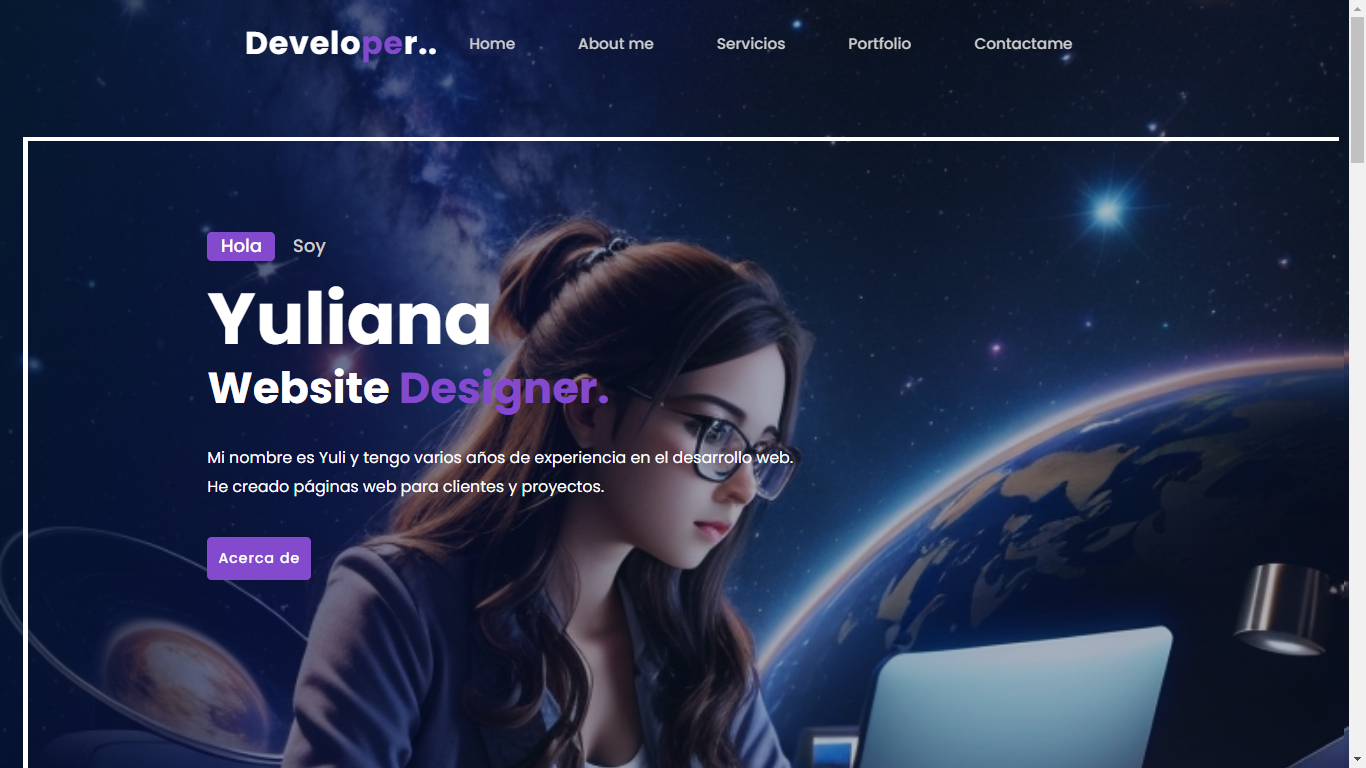 Developer.. Home About me Servicios Portfolio Contactame
Hola Soy
Yuliana
Website Designer.
Mi nombre es Yuli y tengo varios años de experiencia en el desarrollo web.
He creado páginas web para clientes y proyectos.
Acerca de